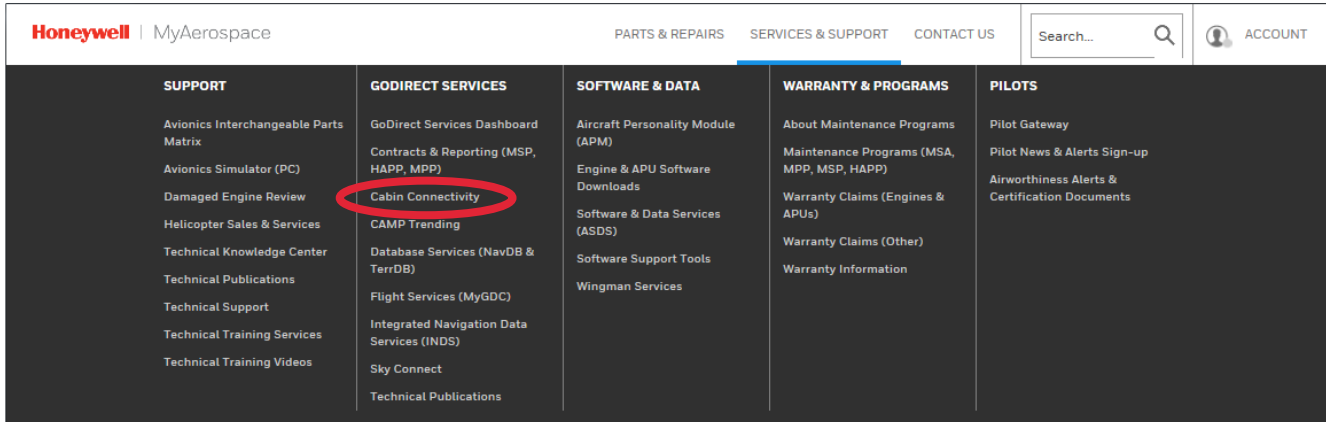 Honeywell | MyAerospace
PARTS & REPAIRS
SERVICES & SUPPORT
CONTACT US
Search...
ACCOUNT
SUPPORT
Avionics Interchangeable Parts
Matrix
Avionics Simulator (PC)
Damaged Engine Review
Helicopter Sales & Services
Technical Knowledge Center
Technical Publications
Technical Support
Technical Training Services
Technical Training Videos
GODIRECT SERVICES
GoDirect Services Dashboard
Contracts & Reporting (MSP,
HAPP, MPP)
Cabin Connectivity
CAMP Trending
Database Services (NavDB &
TerrDB)
Flight Services (MyGDC)
Integrated Navigation Data
Services (INDS)
Sky Connect
Technical Publications
SOFTWARE & DATA
Aircraft Personality Module
(APM)
Engine & APU Software
Downloads
Software & Data Services
(ASDS)
Software Support Tools
Wingman Services
WARRANTY & PROGRAMS
About Maintenance Programs
Maintenance Programs (MSA,
MPP, MSP, HAPP)
Warranty Claims (Engines &
APUs)
Warranty Claims (Other)
Warranty Information
PILOTS
Pilot Gateway
Pilot News & Alerts Sign-up
Airworthiness Alerts &
Certification Documents